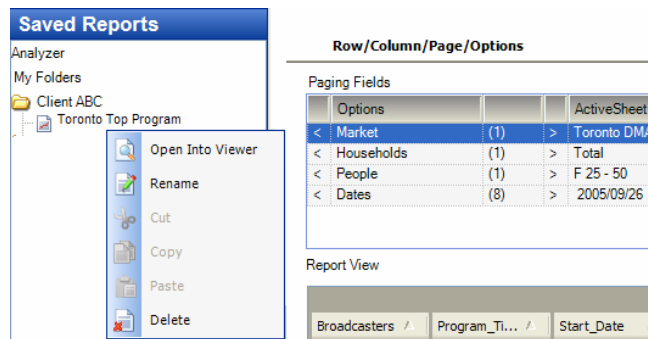 Saved Reports
Analyzer
My Folders
Client ABC
Toronto Top Program
Open Into Viewer
Rename
Cut
Copy
Paste
Delete
Row/Column/Page/Options
Paging Fields
Options ActiveSheet
< Market (1) > Toronto DMA
< Households (1) > Total
< People (1) > F 25 - 50
< Dates (8) > 2005/09/26
Report View
Broadcasters Program_Ti... Start_Date